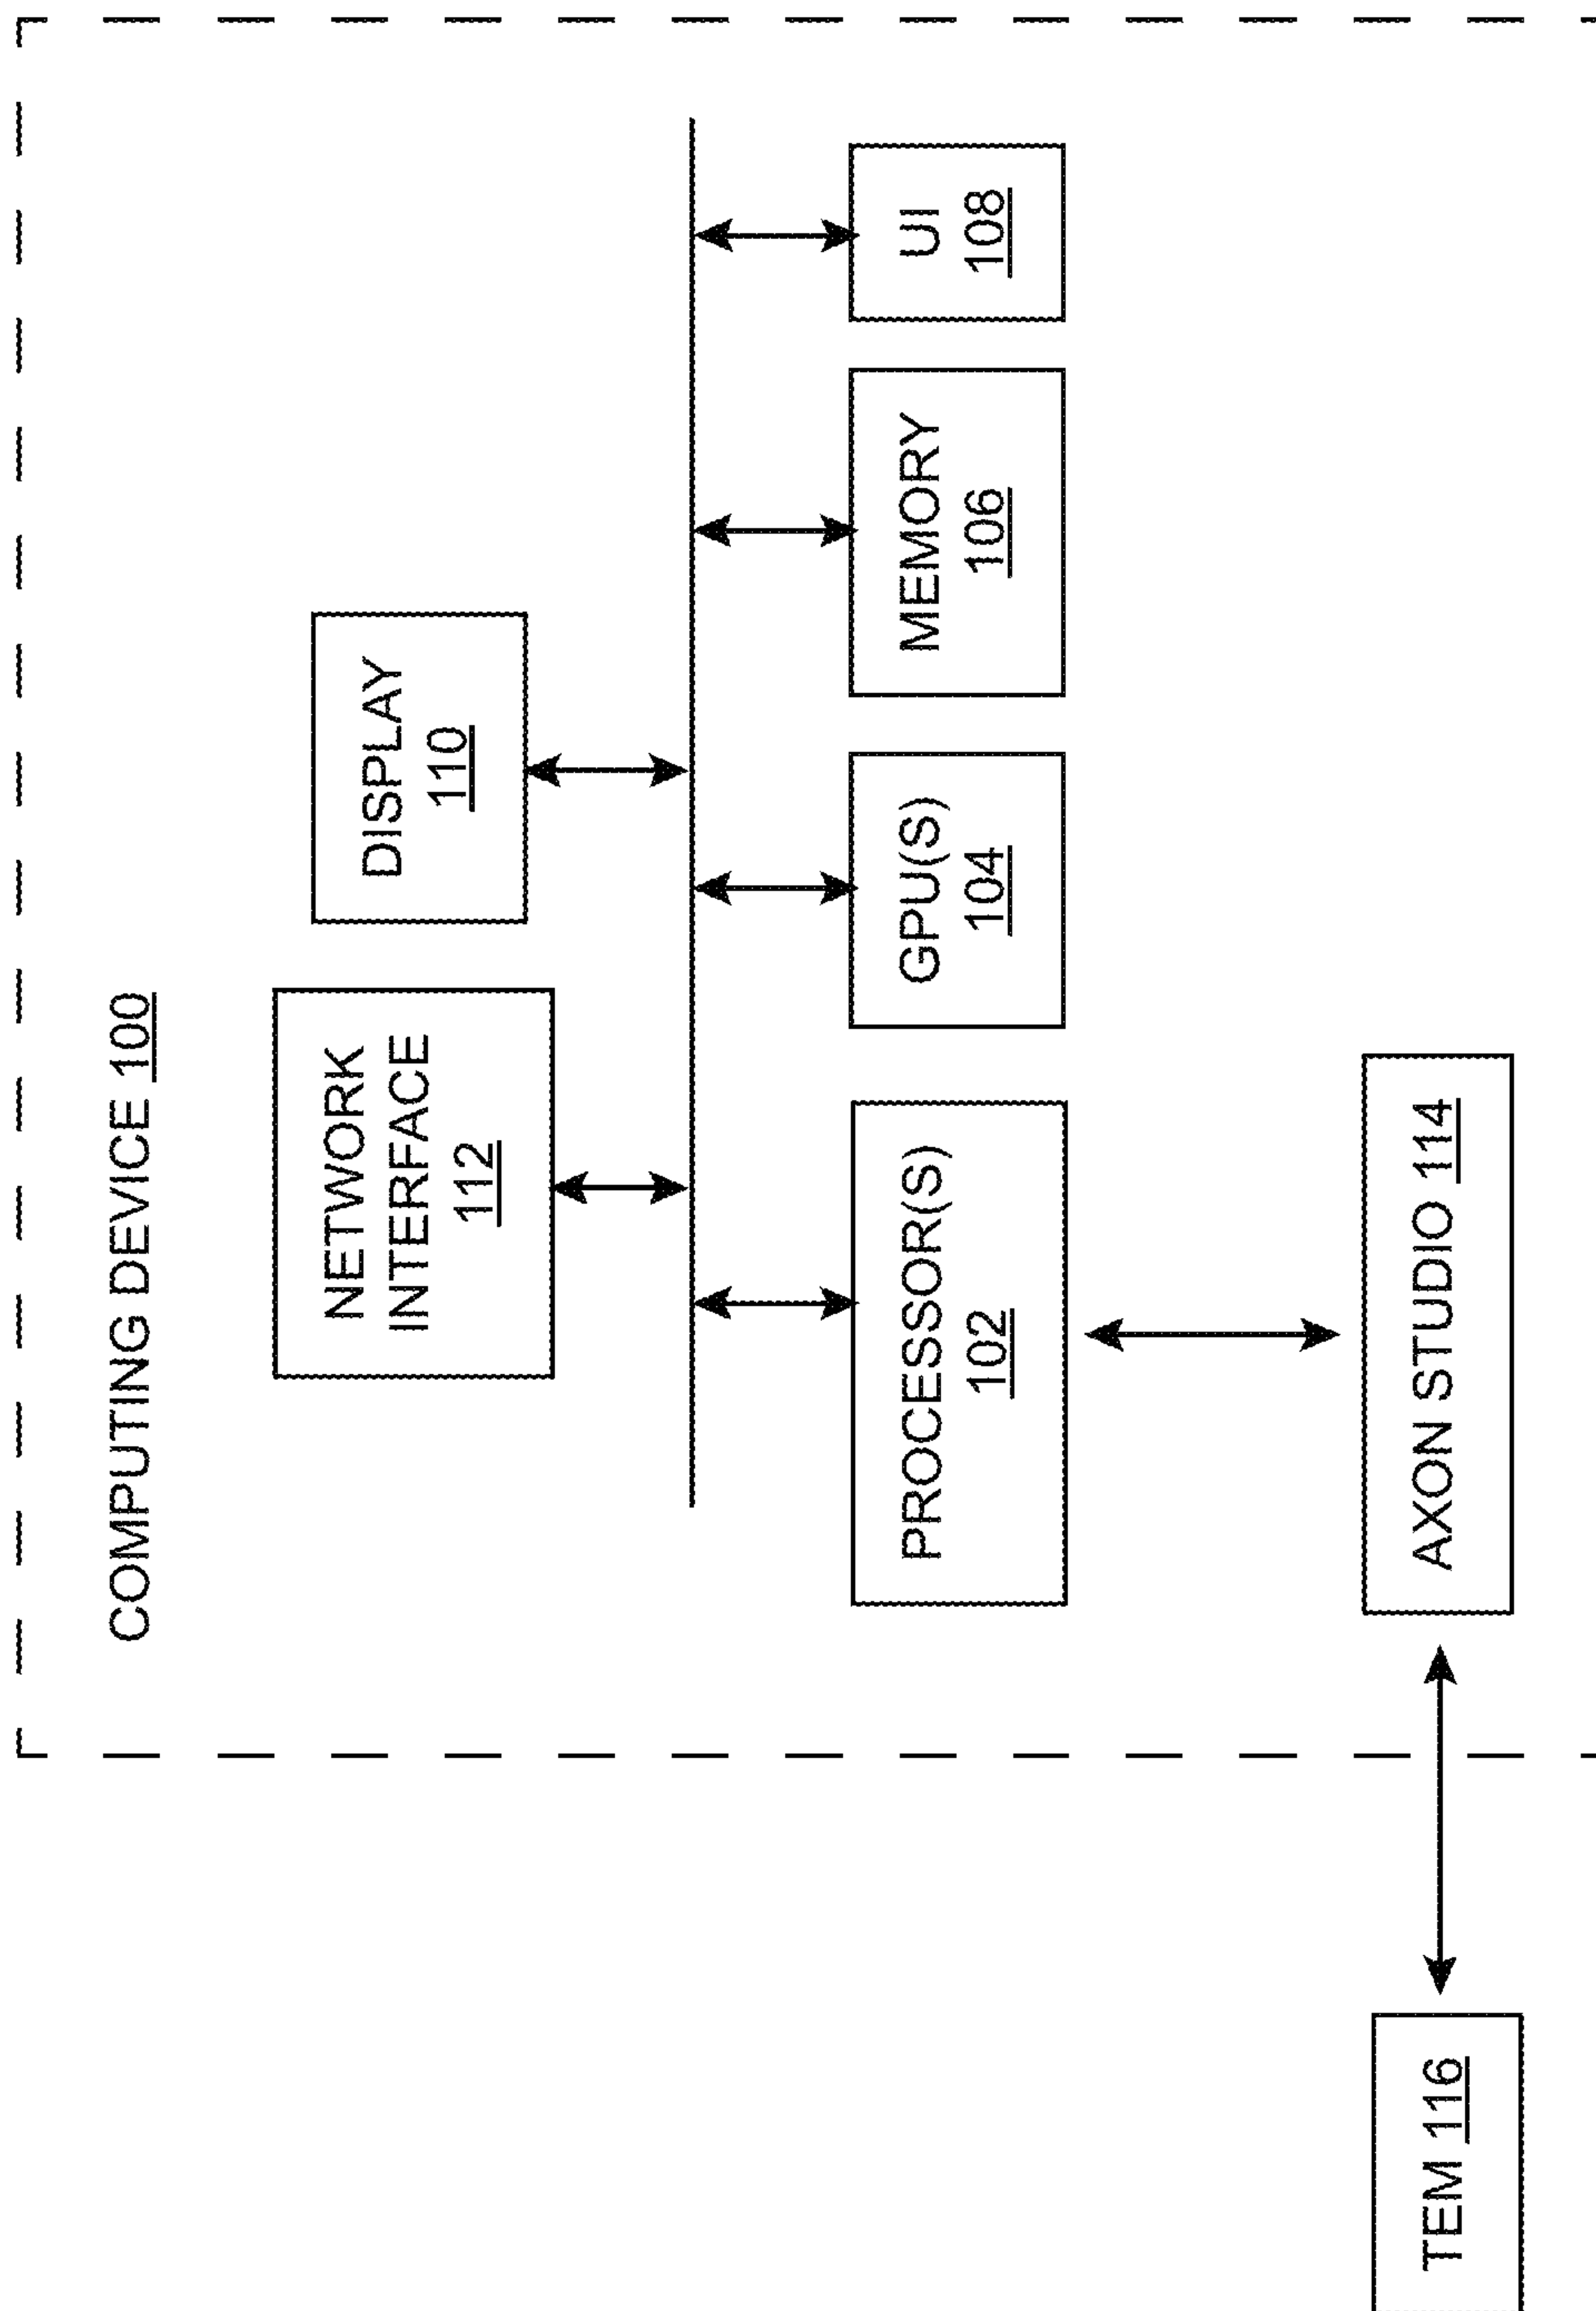 COMPUTING DEVICE 100
NETWORK
INTERFACE
112
DISPLAY
110
PROCESSOR(S)
102
GPU(S)
104
MEMORY
106
UI
108
TEM 116
AXON STUDIO 114